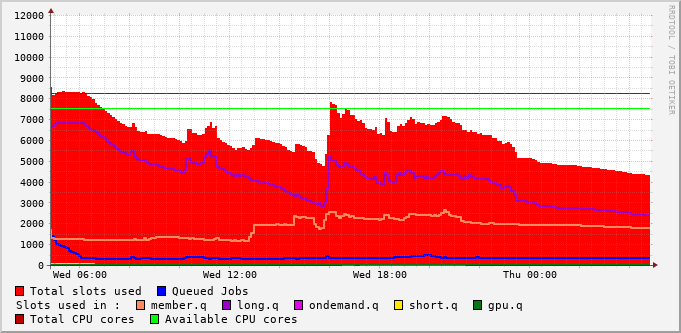 12000
11000
10000
9000
8000
7000
6000
5000
4000
3000
2000
1000
0
Wed 06:00 Wed 12:00 Wed 18:00 Thu 00:00
RRDTOOL / TOBI OETIKER
Total slots used Queued Jobs
Slots used in : member.q long.q ondemand.q short.q gpu.q
Total CPU cores Available CPU cores